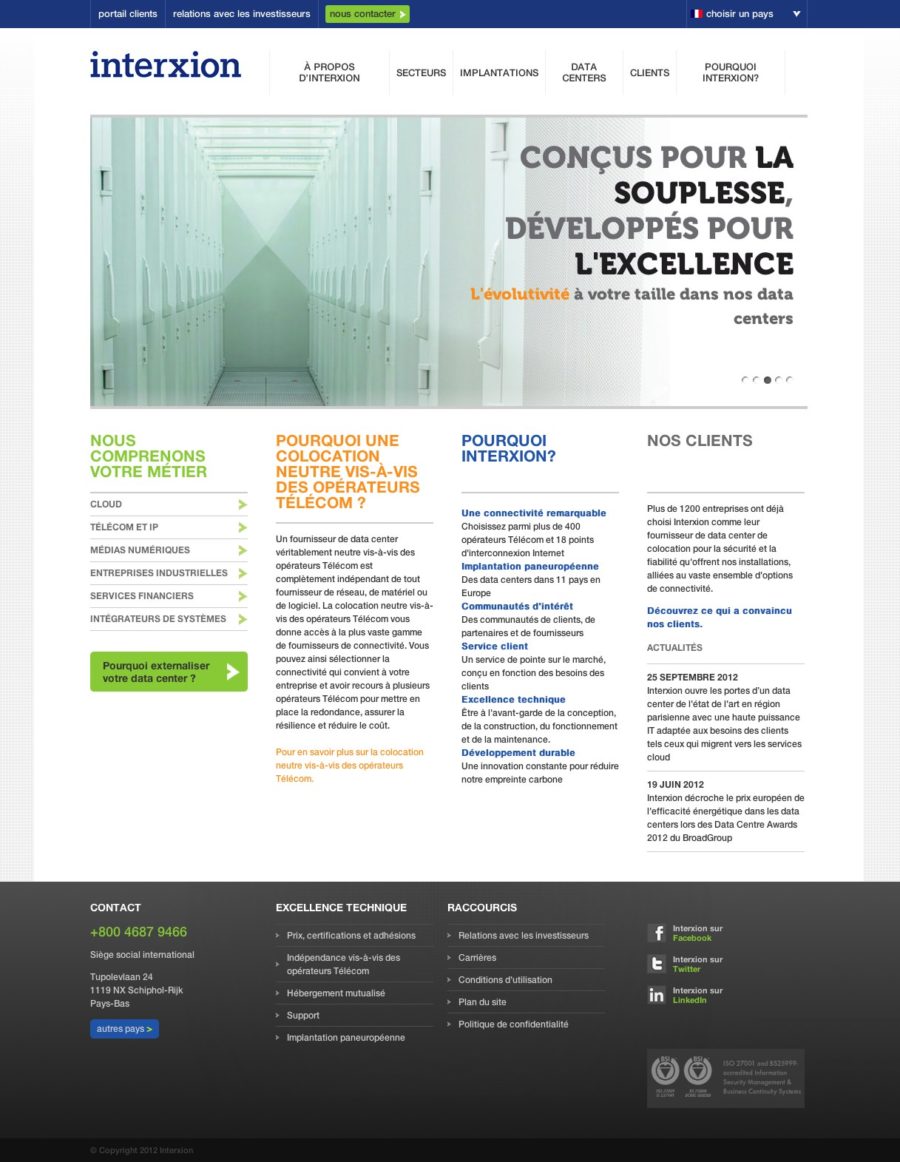 portail clients
relations avec les investisseurs
nous contacter
choisir un pays
interxion
À PROPOS
D'INTERXION
SECTEURS
IMPLANTATIONS
DATA
CENTERS
CLIENTS
POURQUOI
INTERXION?
CONÇUS POUR LA
SOUPLESSE,
DÉVELOPPÉS POUR
L'EXCELLENCE
L'évolutivité à votre taille dans nos data
centers
NOUS
COMPRENONS
VOTRE MÉTIER
CLOUD
TÉLÉCOM ET IP
MÉDIAS NUMÉRIQUES
ENTREPRISES INDUSTRIELLES
SERVICES FINANCIERS
INTÉGRATEURS DE SYSTÈMES
Pourquoi externaliser
votre data center ?
POURQUOI UNE
COLOCATION
NEUTRE VIS-À-VIS
DES OPÉRATEURS
TÉLÉCOM ?
Un fournisseur de data center
véritablement neutre vis-à-vis des
opérateurs Télécom est
complètement indépendant de tout
fournisseur de réseau, de matériel ou
de logiciel. La colocation neutre vis-à-
vis des opérateurs Télécom vous
donne accès à la plus vaste gamme
de fournisseurs de connectivité. Vous
pouvez ainsi sélectionner la
connectivité qui convient à votre
entreprise et avoir recours à plusieurs
opérateurs Télécom pour mettre en
place la redondance, assurer la
résilience et réduire le coût.
Pour en savoir plus sur la colocation
neutre vis-à-vis des opérateurs
Télécom.
POURQUOI
INTERXION?
Une connectivité remarquable
Choisissez parmi plus de 400
opérateurs Télécom et 18 points
d'interconnexion Internet
Implantation paneuropéenne
Des data centers dans 11 pays en
Europe
Communautés d'intérêt
Des communautés de clients, de
partenaires et de fournisseurs
Service client
Un service de pointe sur le marché,
conçu en fonction des besoins des
clients
Excellence technique
Être à l'avant-garde de la conception,
de la construction, du fonctionnement
et de la maintenance.
Développement durable
Une innovation constante pour réduire
notre empreinte carbone
NOS CLIENTS
Plus de 1200 entreprises ont déjà
choisi Interxion comme leur
fournisseur de data center de
colocation pour la sécurité et la
fiabilité qu'offrent nos installations,
alliées au vaste ensemble d'options
de connectivité.
Découvrez ce qui a convaincu
nos clients.
ACTUALITÉS
25 SEPTEMBRE 2012
Interxion ouvre les portes d'un data
center de l'état de l'art en région
parisienne avec une haute puissance
IT adaptée aux besoins des clients
tels ceux qui migrent vers les services
cloud
19 JUIN 2012
Interxion décroche le prix européen de
l'efficacité énergétique dans les data
centers lors des Data Centre Awards
2012 du BroadGroup
CONTACT
+800 4687 9466
Siège social international
Tupolevlaan 24
1119 NX Schiphol-Rijk
Pays-Bas
autres pays >
EXCELLENCE TECHNIQUE
Prix, certifications et adhésions
Indépendance vis-à-vis des
opérateurs Télécom
Hébergement mutualisé
Support
Implantation paneuropéenne
RACCOURCIS
Relations avec les investisseurs
Carrières
Conditions d'utilisation
Plan du site
Politique de confidentialité
Interxion sur
Facebook
Interxion sur
Twitter
Interxion sur
LinkedIn
BSI
BSI
ISO 27001 and BS25999-
accredited Information
Security Management &
Business Continuity Systems
© Copyright 2012 Interxion